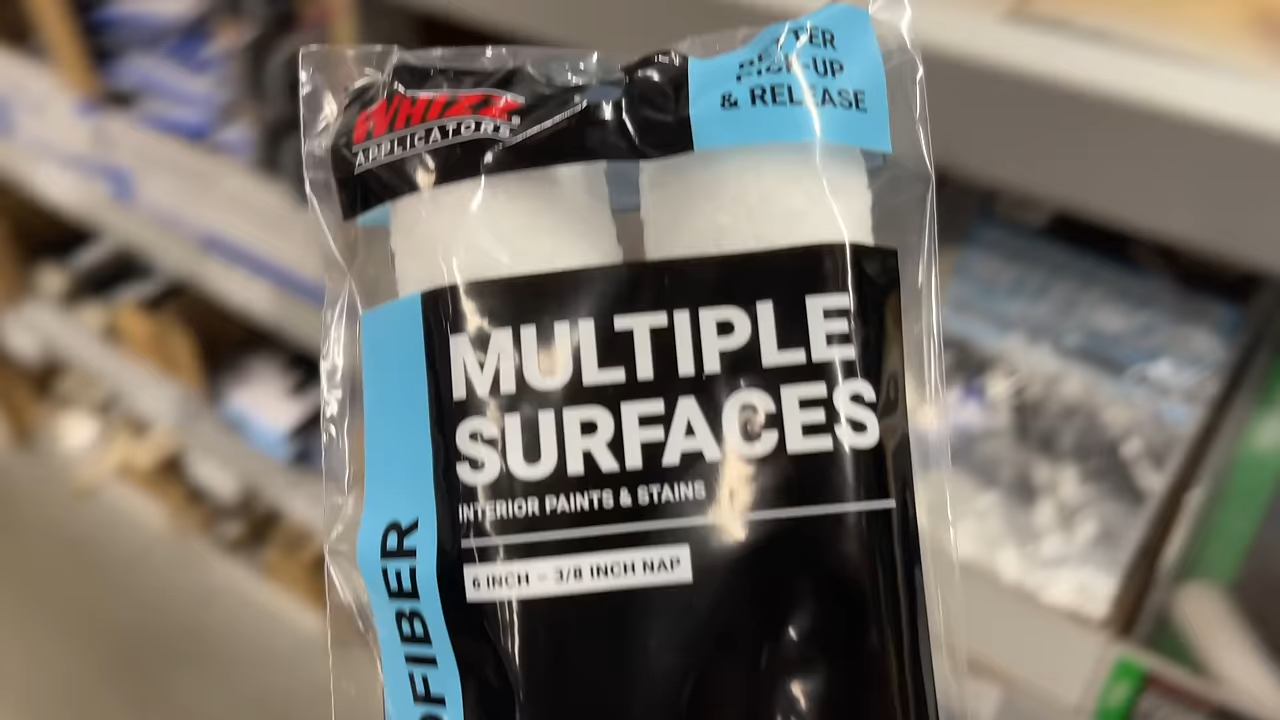 WHIZZ
APPLICATORS
PICK-UP
& RELEASE
MULTIPLE
SURFACES
INTERIOR PAINTS & STAINS
6 INCH - 3/8 INCH NAP